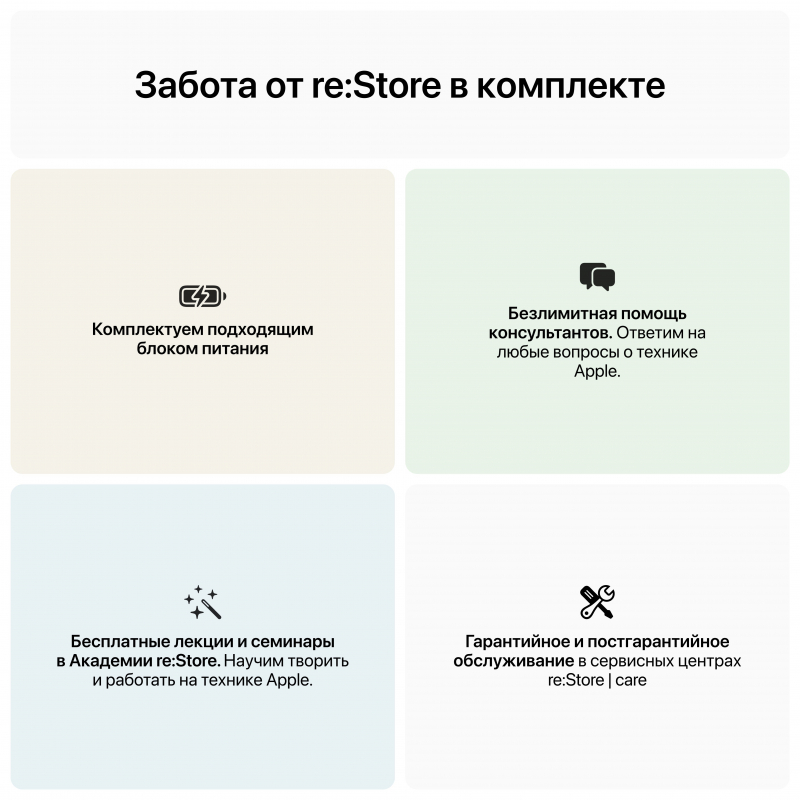 Забота от re:Store в комплекте
Комплектуем подходящим
блоком питания
Безлимитная помощь
консультантов. Ответим на
любые вопросы о технике
Apple.
Бесплатные лекции и семинары
в Академии re:Store. Научим творить
и работать на технике Apple.
Гарантийное и постгарантийное
обслуживание в сервисных центрах
re:Store | care